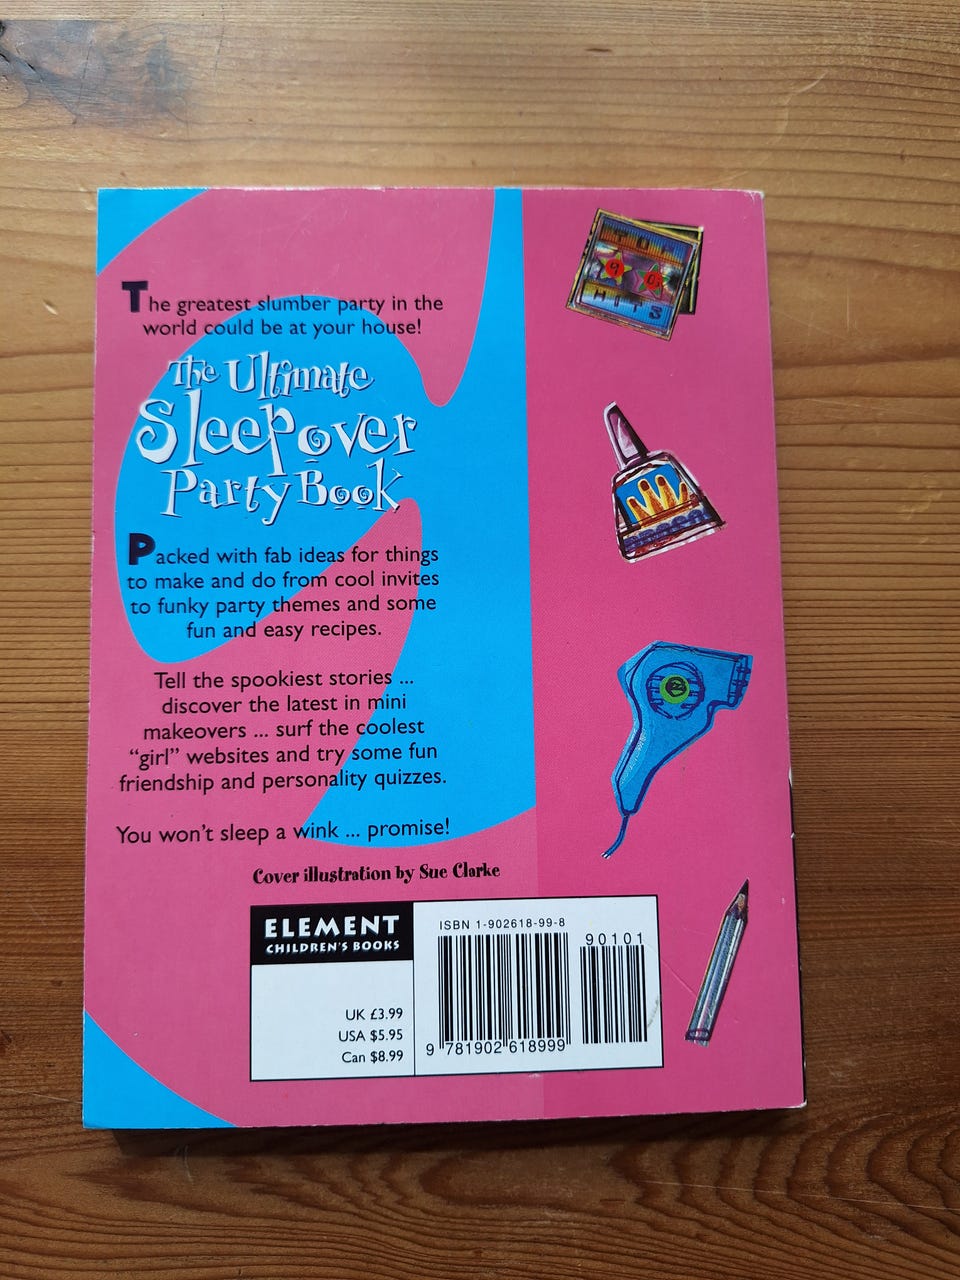 The greatest slumber party in the
world could be at your house!
The Ultimate
Sleepover
Party Book
Packed with fab ideas for things
to make and do from cool invites
to funky party themes and some
fun and easy recipes.
Tell the spookiest stories ...
discover the latest in mini
makeovers ... surf the coolest
“girl” websites and try some fun
friendship and personality quizzes.
You won’t sleep a wink ... promise!
Cover illustration by Sue Clarke
ELEMENT
CHILDREN’S BOOKS
UK £3.99
USA $5.95
Can $8.99
ISBN 1-902618-99-8
90101
9 781902 618999
TOP
90s
HITS